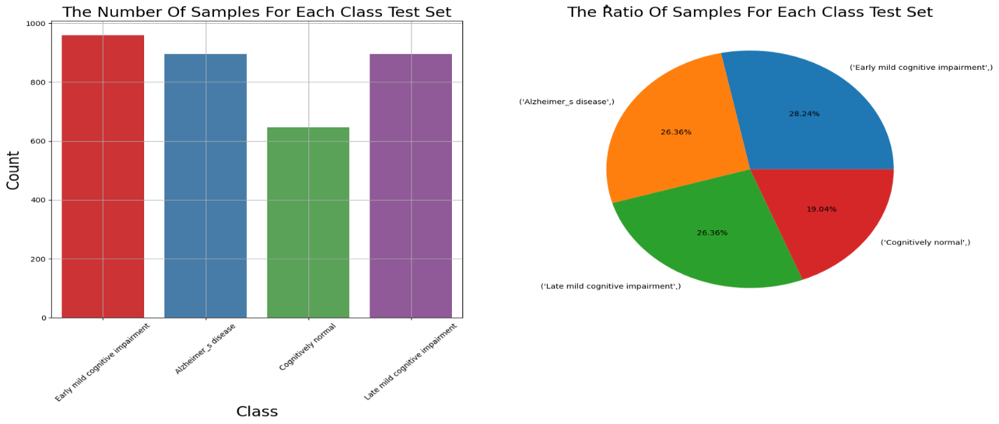 The Number Of Samples For Each Class Test Set
1000
800
600
400
200
0
Count
Early mild cognitive impairment
Alzheimer_s disease
Cognitively normal
Late mild cognitive impairment
Class
The Ratio Of Samples For Each Class Test Set
('Early mild cognitive impairment',)
('Alzheimer_s disease',)
28.24%
26.36%
19.04%
26.36%
('Cognitively normal',)
('Late mild cognitive impairment',)